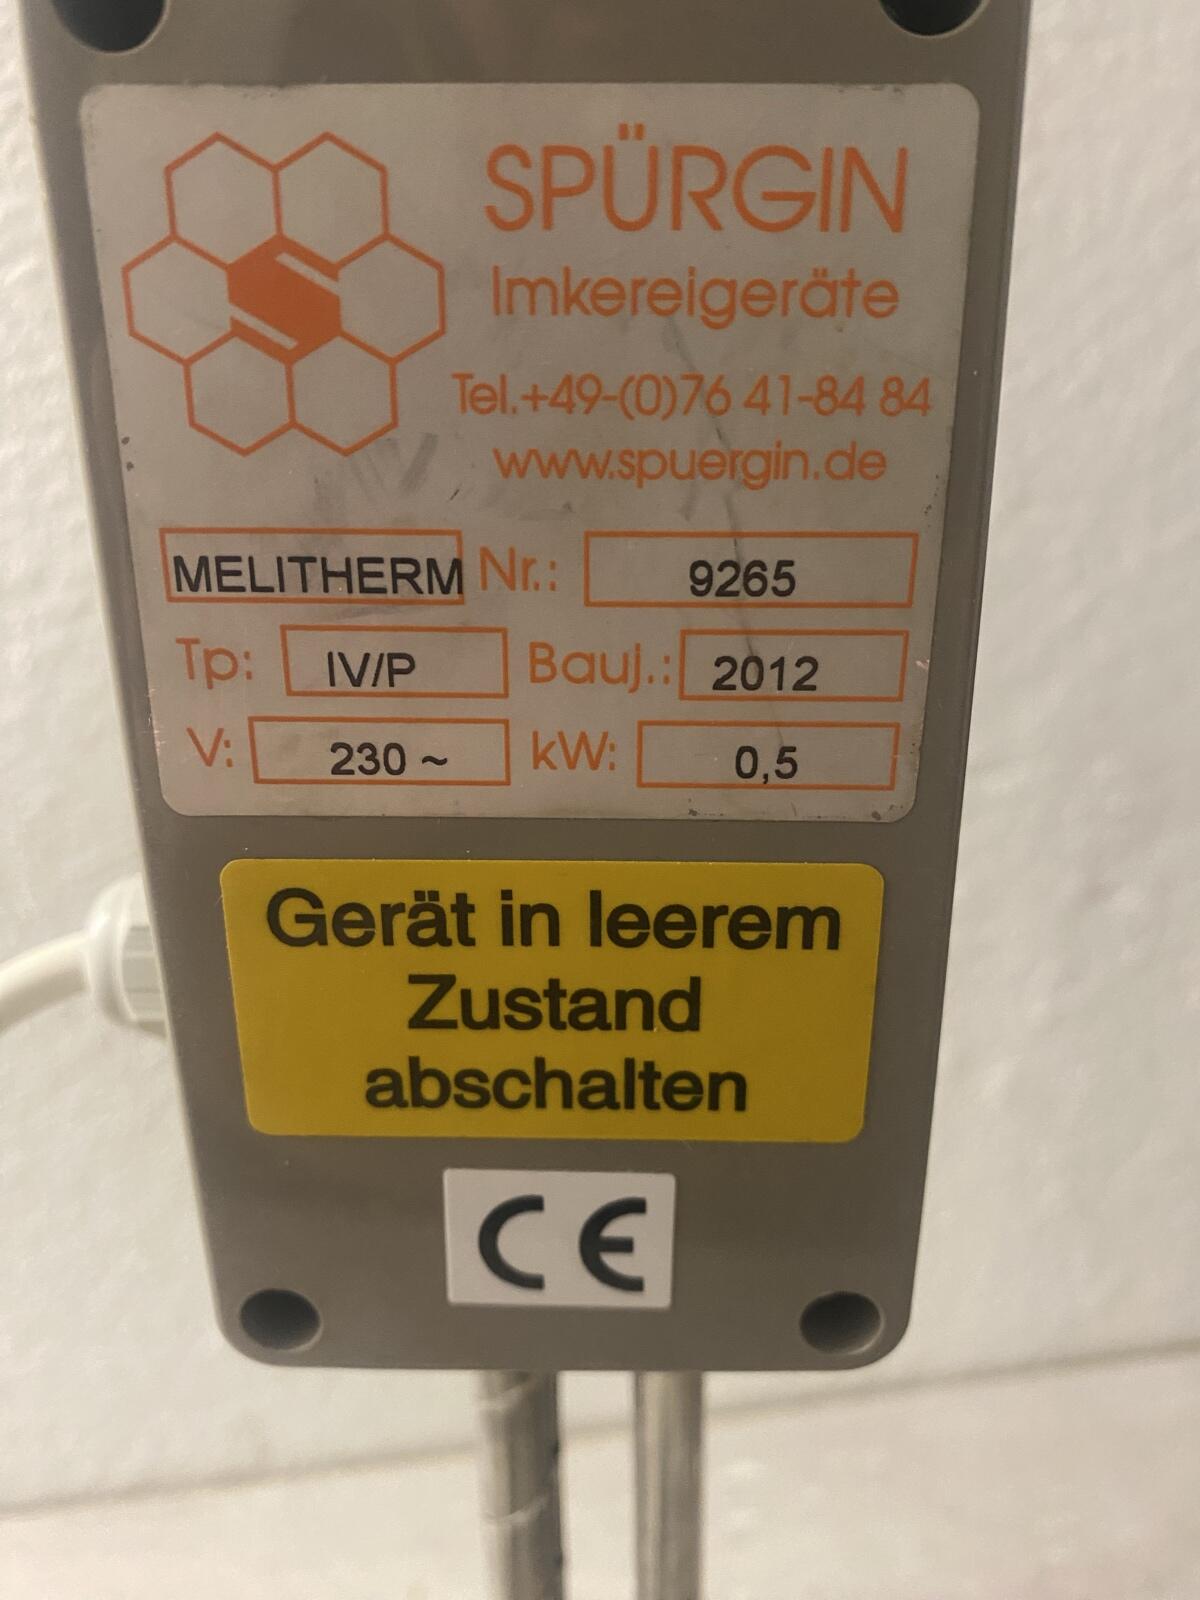 SPÜRGIN
Imkereigeräte
Tel.+49-(0)76 41-84 84
www.spuergin.de
MELITHERM Nr.: 9265
Tp: IV/P Bauj.: 2012
V: 230 ~ kW: 0,5
Gerät in leerem
Zustand
abschalten
CE